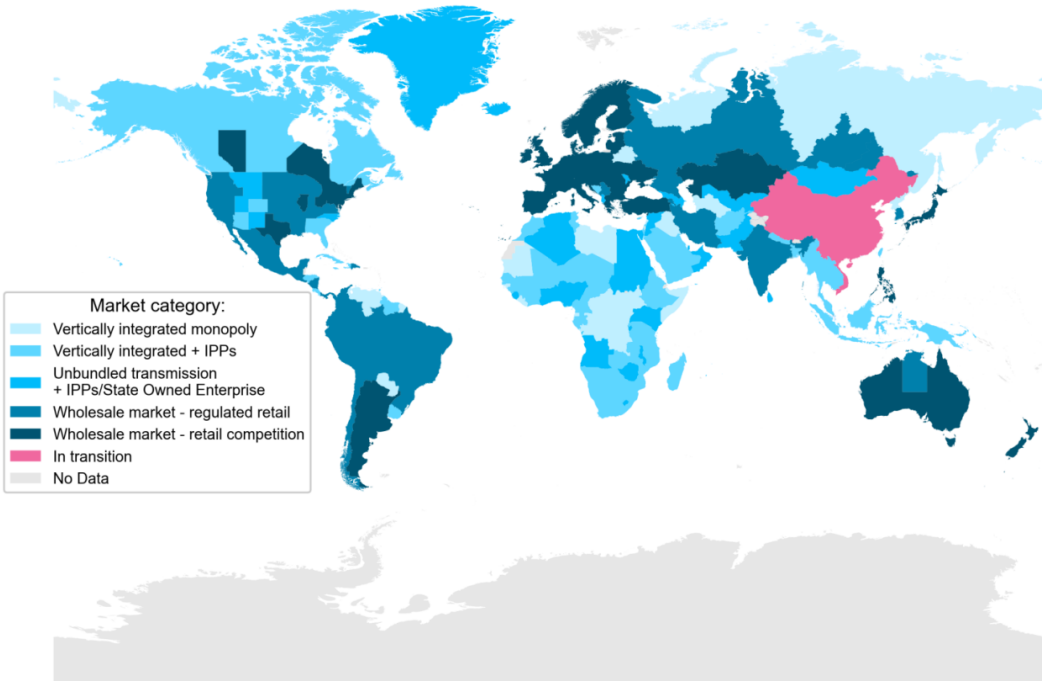 Market category:
Vertically integrated monopoly
Vertically integrated + IPPs
Unbundled transmission
+ IPPs/State Owned Enterprise
Wholesale market - regulated retail
Wholesale market - retail competition
In transition
No Data